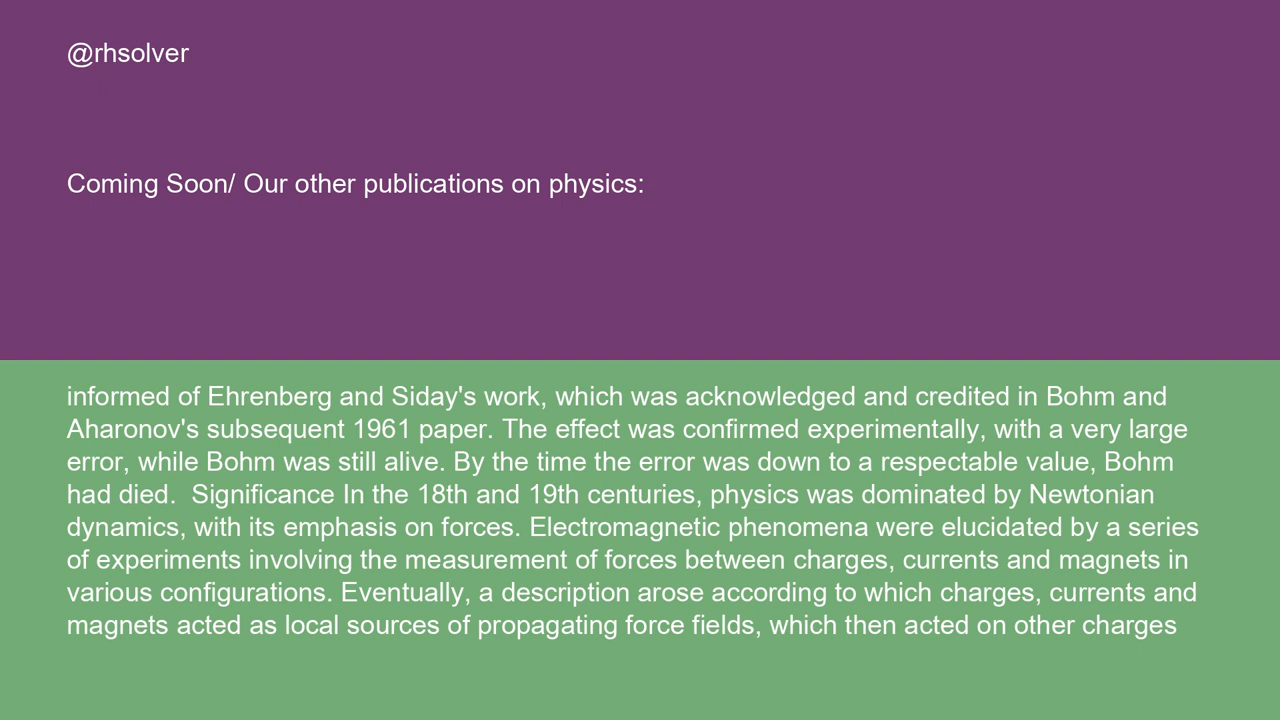 @rhsolver
Coming Soon/ Our other publications on physics:
informed of Ehrenberg and Siday's work, which was acknowledged and credited in Bohm and
Aharonov's subsequent 1961 paper. The effect was confirmed experimentally, with a very large
error, while Bohm was still alive. By the time the error was down to a respectable value, Bohm
had died.  Significance In the 18th and 19th centuries, physics was dominated by Newtonian
dynamics, with its emphasis on forces. Electromagnetic phenomena were elucidated by a series
of experiments involving the measurement of forces between charges, currents and magnets in
various configurations. Eventually, a description arose according to which charges, currents and
magnets acted as local sources of propagating force fields, which then acted on other charges